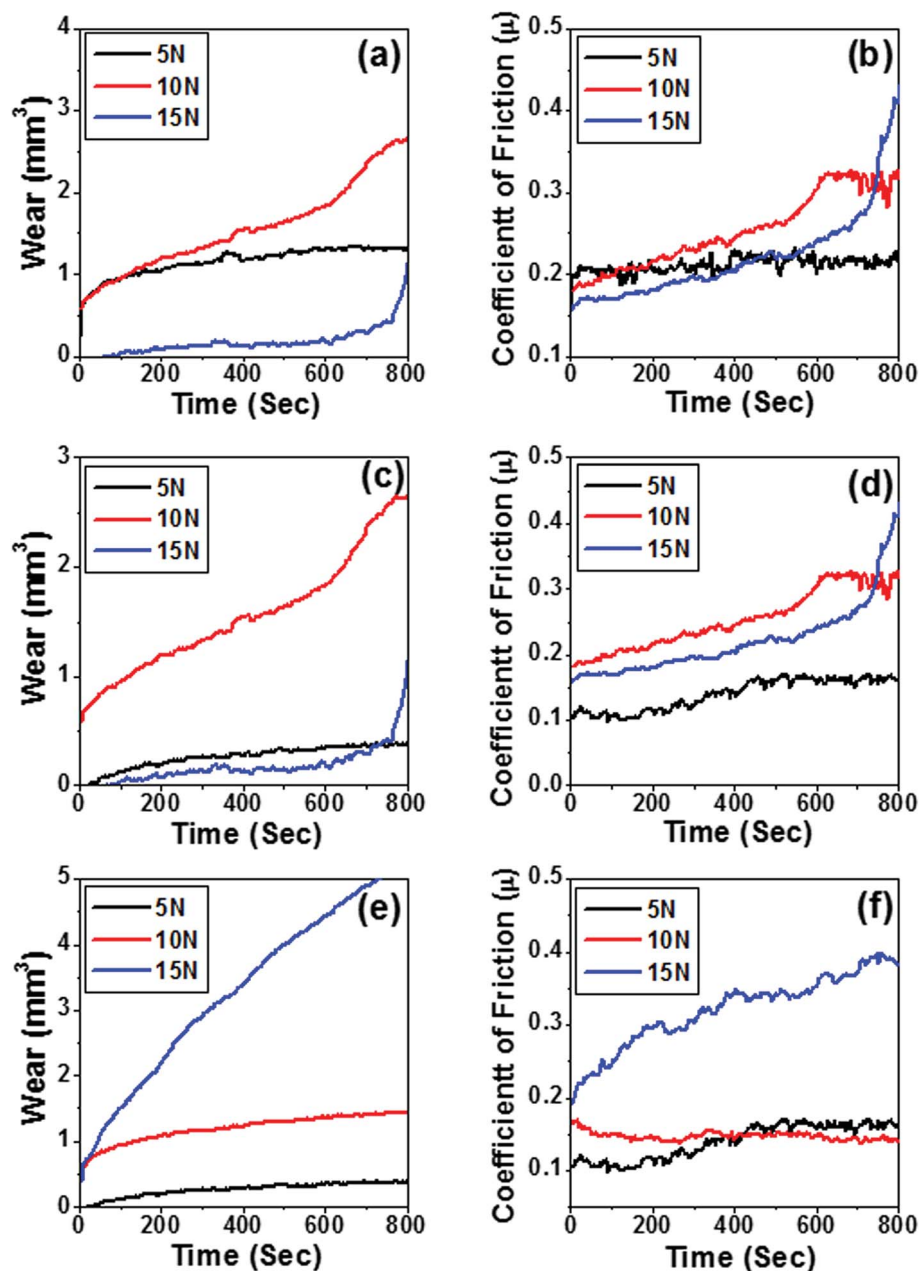 4
3
2
1
0
Wear (mm³)
5N
10N
15N
(a)
0 200 400 600 800
Time (Sec)
0.5
0.4
0.3
0.2
0.1
Coefficientt of Friction (μ)
5N
10N
15N
(b)
0 200 400 600 800
Time (Sec)
3
2
1
0
Wear (mm³)
5N
10N
15N
(c)
0 200 400 600 800
Time (Sec)
0.5
0.4
0.3
0.2
0.1
0.0
Coefficientt of Friction (μ)
5N
10N
15N
(d)
0 200 400 600 800
Time (Sec)
5
4
3
2
1
0
Wear (mm³)
5N
10N
15N
(e)
0 200 400 600 800
Time (Sec)
0.5
0.4
0.3
0.2
0.1
Coefficientt of Friction (μ)
5N
10N
15N
(f)
0 200 400 600 800
Time (Sec)